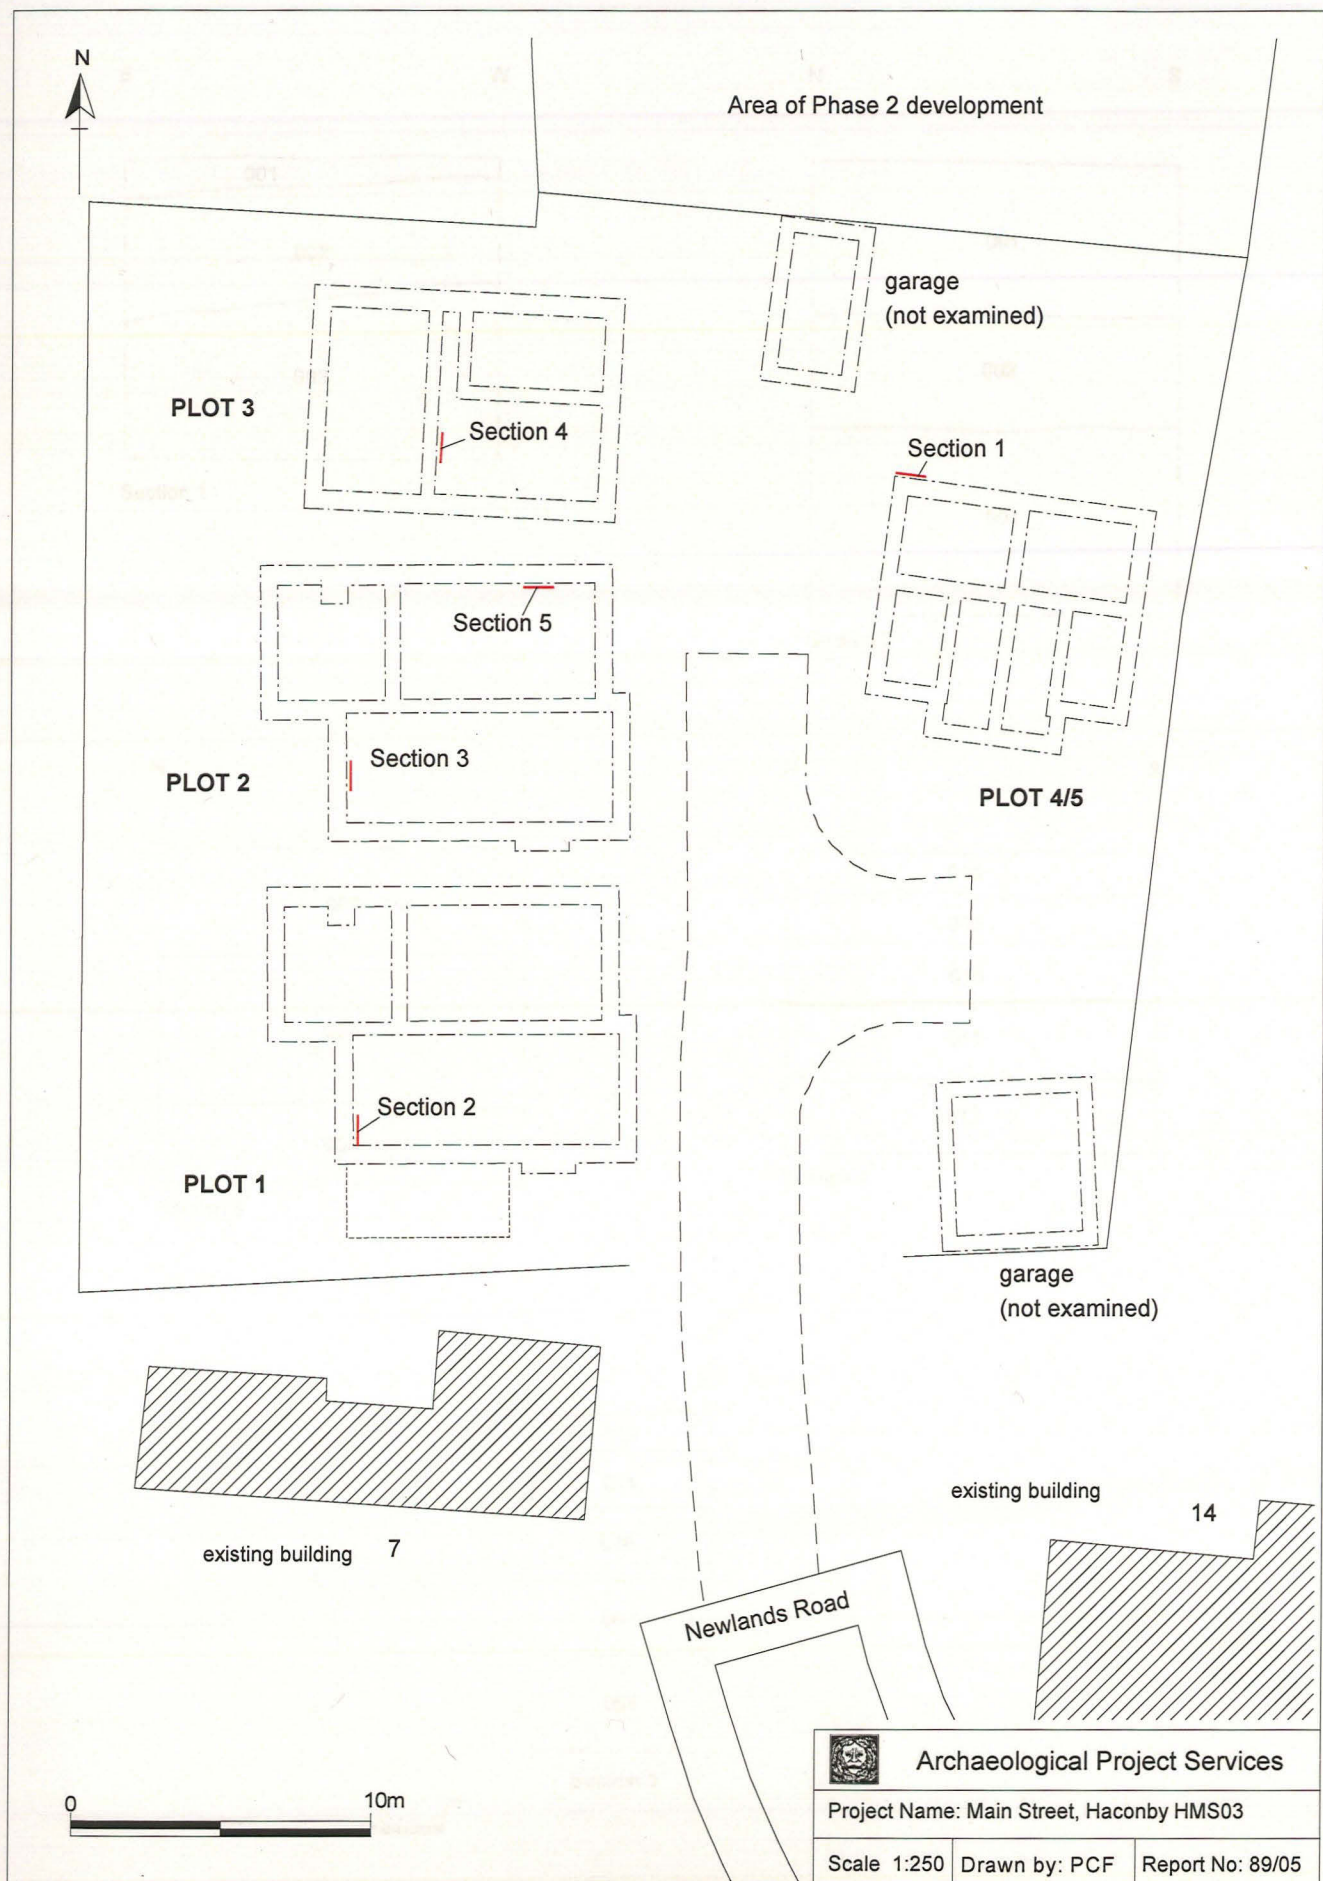 N
Area of Phase 2 development
garage
(not examined)
PLOT 3
Section 4
Section 1
Section 5
Section 3
PLOT 2
PLOT 4/5
Section 2
PLOT 1
garage
(not examined)
existing building
14
existing building 7
Newlands Road
0 10m
Archaeological Project Services
Project Name: Main Street, Haconby HMS03
Scale 1:250 Drawn by: PCF Report No: 89/05